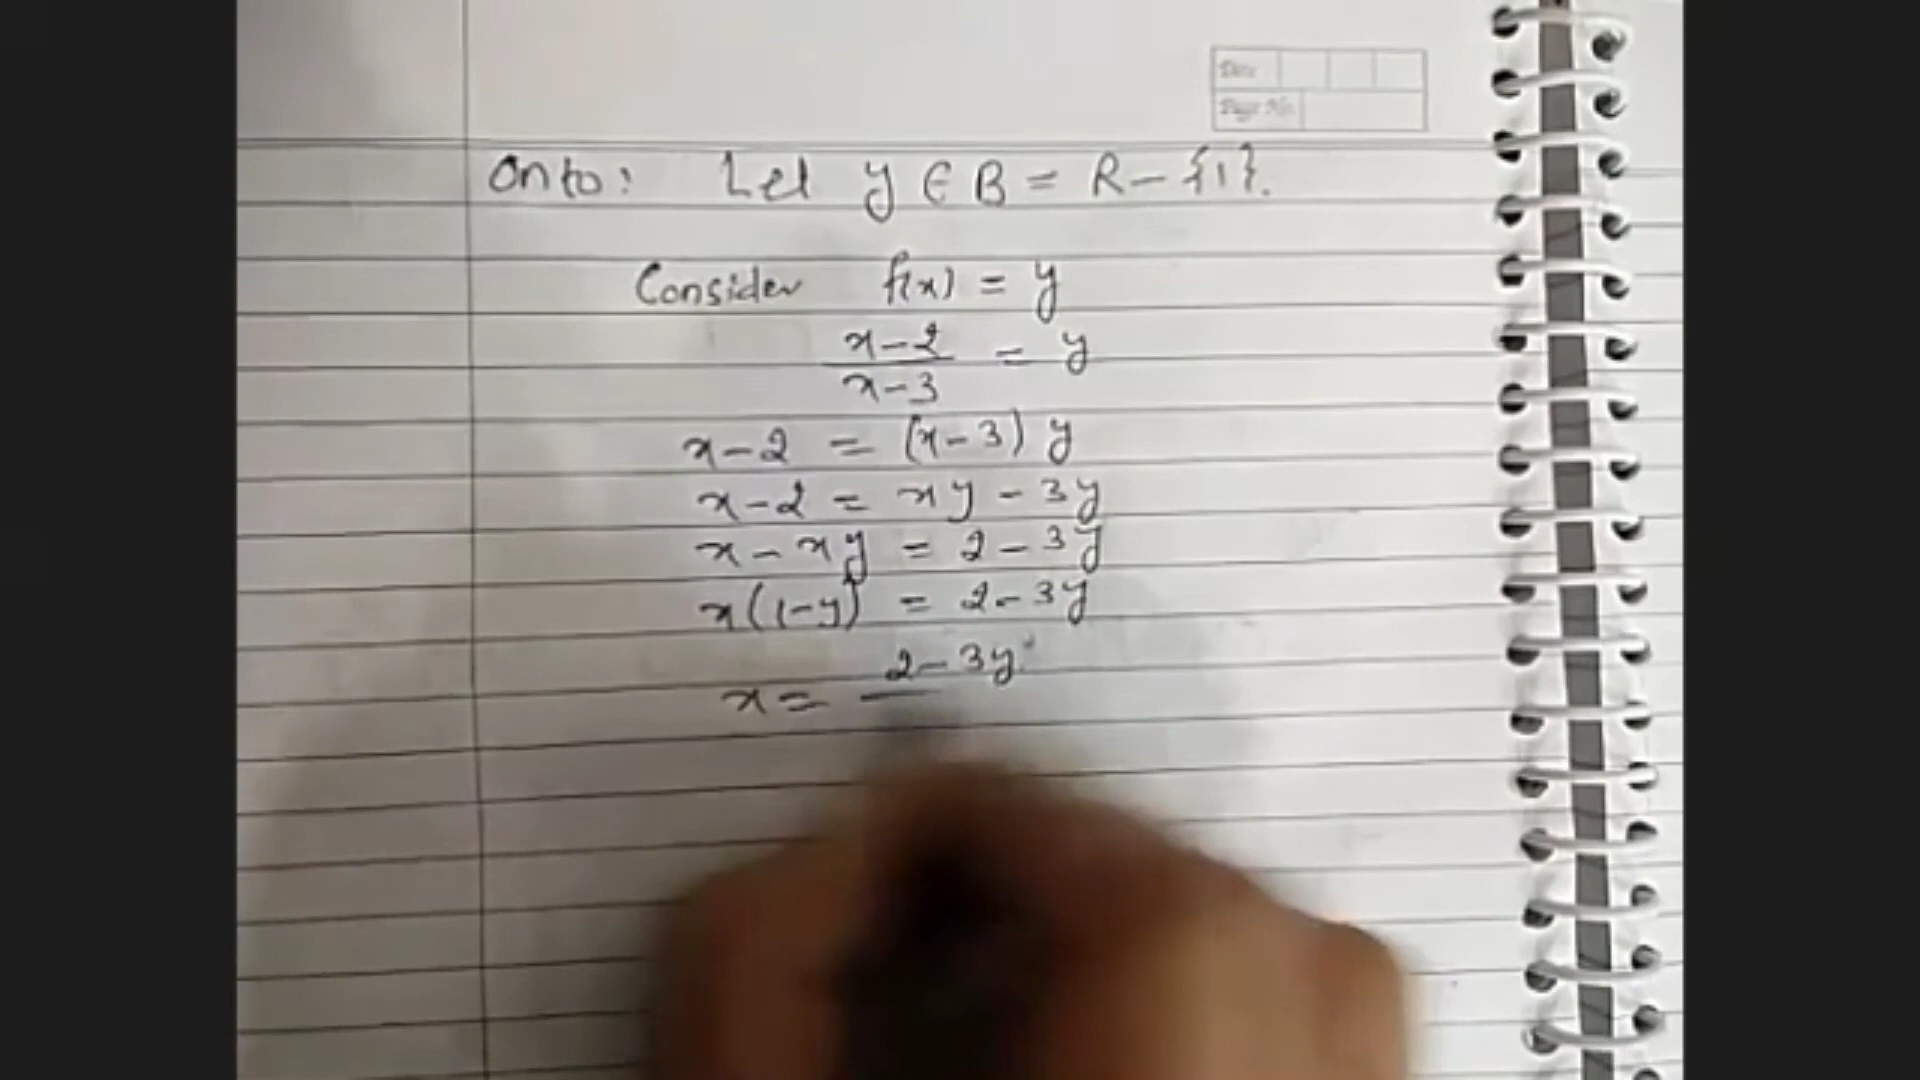 Date
Page No.
Onto: Let y ∈ B = R - {1}.
Consider f(x) = y
x-2
x-3
= y
x-2 = (x-3) y
x-2 = xy - 3y
x - xy = 2 - 3y
x(1-y) = 2-3y
2-3y
x =